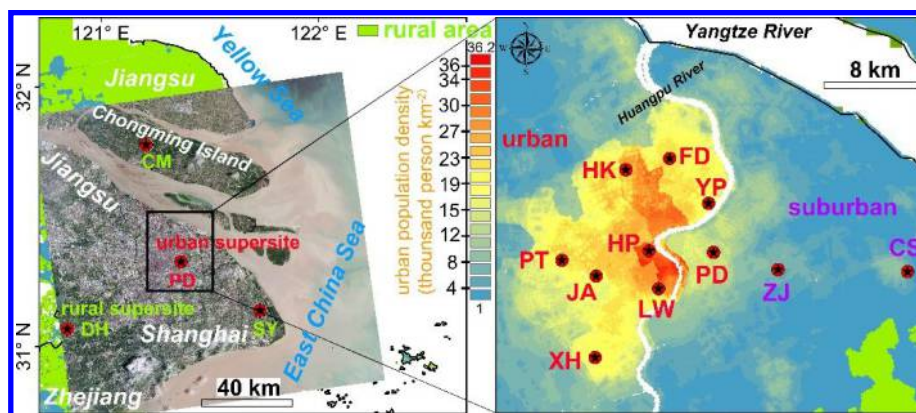 121° E
122° E
rural area
32° N
31° N
Jiangsu
Yellow Sea
Chongming Island
CM
Jiangsu
urban supersite
PD
rural supersite
DH
SY
Shanghai
East China Sea
Zhejiang
40 km
urban population density
(thounsand person km-2)
36.2
36
34
30
27
23
19
15
12
8
4
1
N
Yangtze River
8 km
Huangpu River
urban
HK
FD
YP
suburban
HP
PD
CS
PT
JA
LW
ZJ
XH